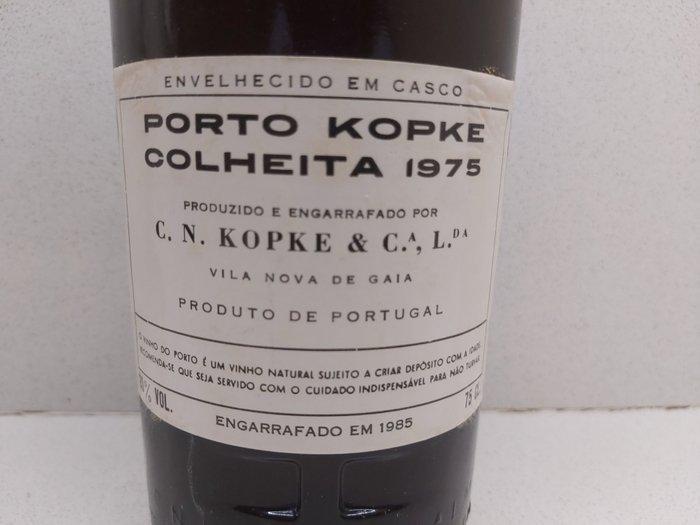 ENVELHECIDO EM CASCO
PORTO KOPKE
COLHEITA 1975
PRODUZIDO E ENGARRAFADO POR
C. N. KOPKE & C.ᴬ, L.ᴰᴬ
VILA NOVA DE GAIA
PRODUTO DE PORTUGAL
O VINHO DO PORTO É UM VINHO NATURAL SUJEITO A CRIAR DEPÓSITO COM A IDADE.
RECOMENDA-SE QUE SEJA SERVIDO COM O CUIDADO INDISPENSÁVEL PARA NÃO TURVAR.
% VOL. 75 CL.
ENGARRAFADO EM 1985